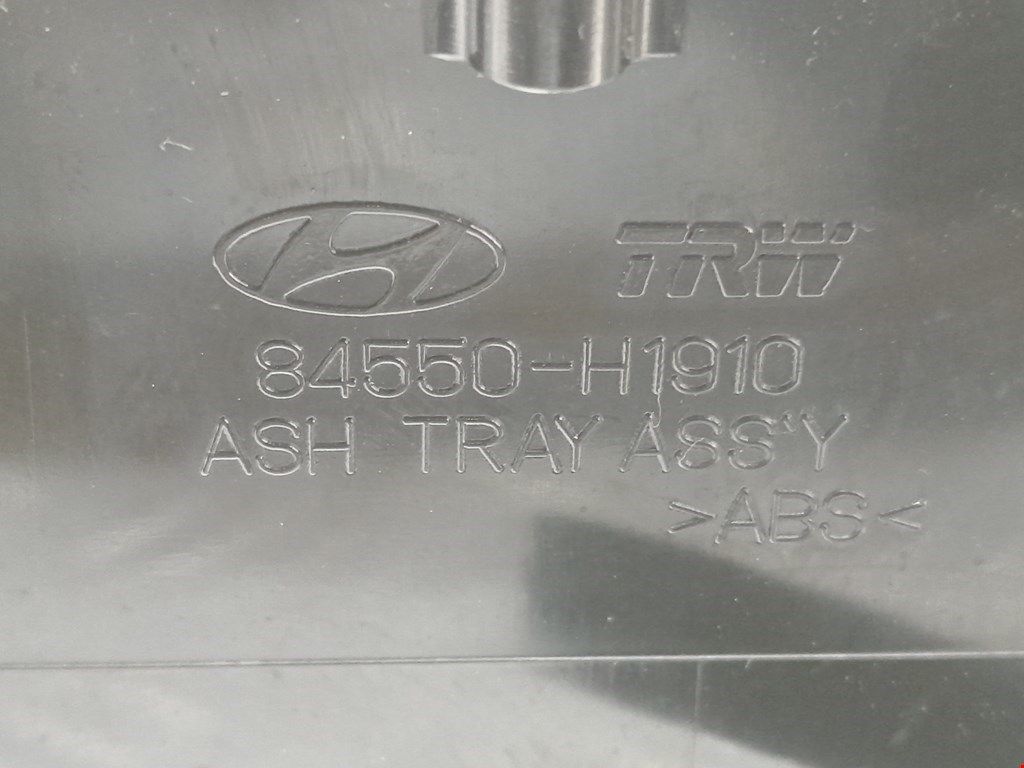 TRW
84550-H1910
ASH TRAY ASS'Y
>ABS<